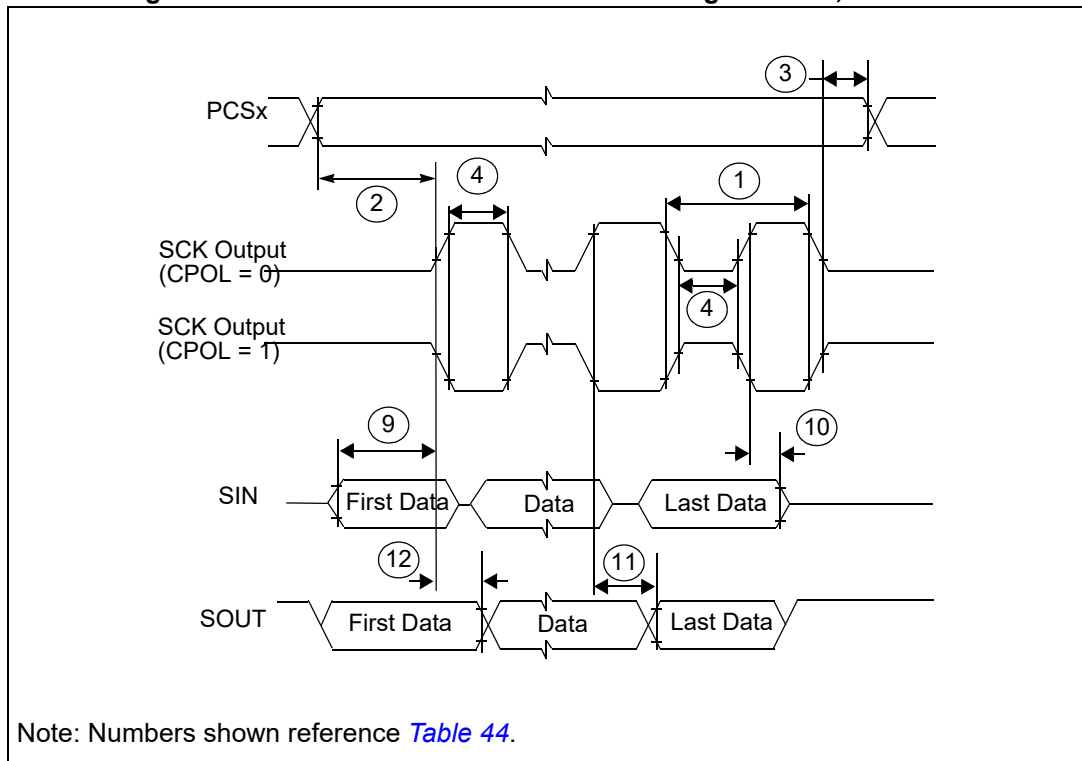 3
PCSx
2
4
1
SCK Output
(CPOL = 0)
4
SCK Output
(CPOL = 1)
9
10
SIN
First Data
Data
Last Data
12
11
SOUT
First Data
Data
Last Data
Note: Numbers shown reference Table 44.